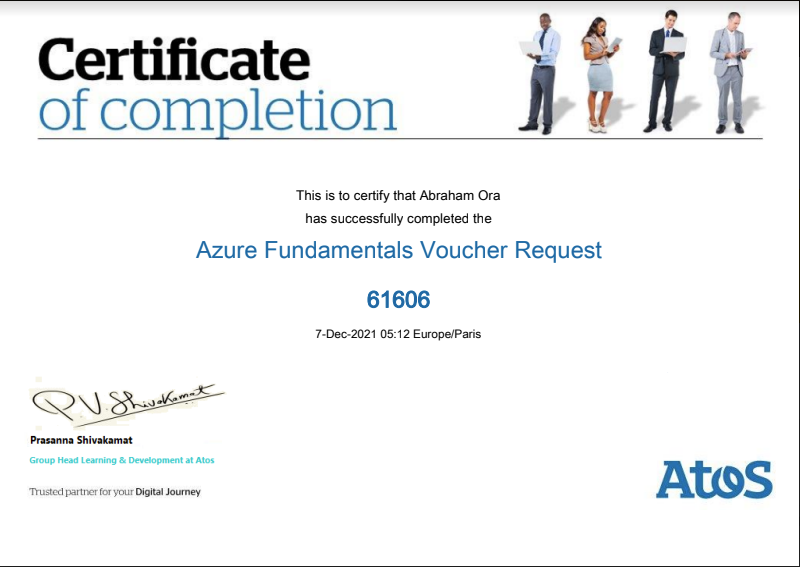 Certificate
of completion
This is to certify that Abraham Ora
has successfully completed the
Azure Fundamentals Voucher Request
61606
7-Dec-2021 05:12 Europe/Paris
P.V.Shivakamat
Prasanna Shivakamat
Group Head Learning & Development at Atos
Trusted partner for your Digital Journey
Atos